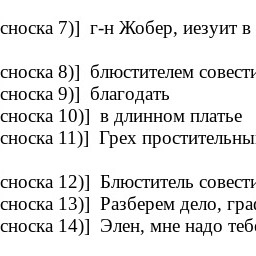 сноска 7)]  г-н Жобер, иезуит в
сноска 8)]  блюстителем совести
сноска 9)]  благодать
сноска 10)]  в длинном платье
сноска 11)]  Грех простительны
сноска 12)]  Блюститель совести
сноска 13)]  Разберем дело, гра
сноска 14)]  Элен, мне надо теб